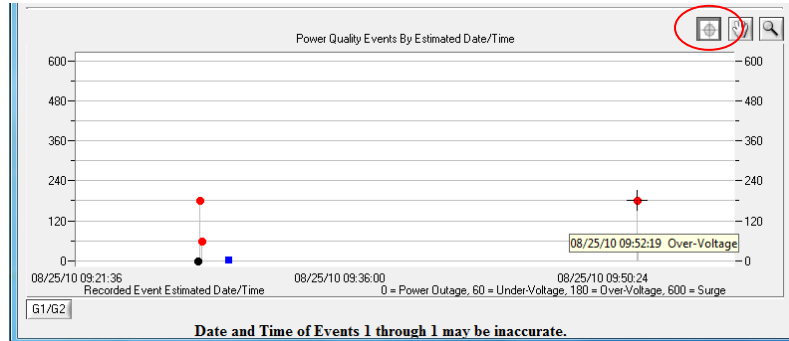 Power Quality Events By Estimated Date/Time
600 600
480 480
360 360
240 240
120 120
08/25/10 09:52:19 Over-Voltage
0 0
08/25/10 09:21:36 08/25/10 09:36:00 08/25/10 09:50:24
Recorded Event Estimated Date/Time 0 = Power Outage, 60 = Under-Voltage, 180 = Over-Voltage, 600 = Surge
G1/G2
Date and Time of Events 1 through 1 may be inaccurate.